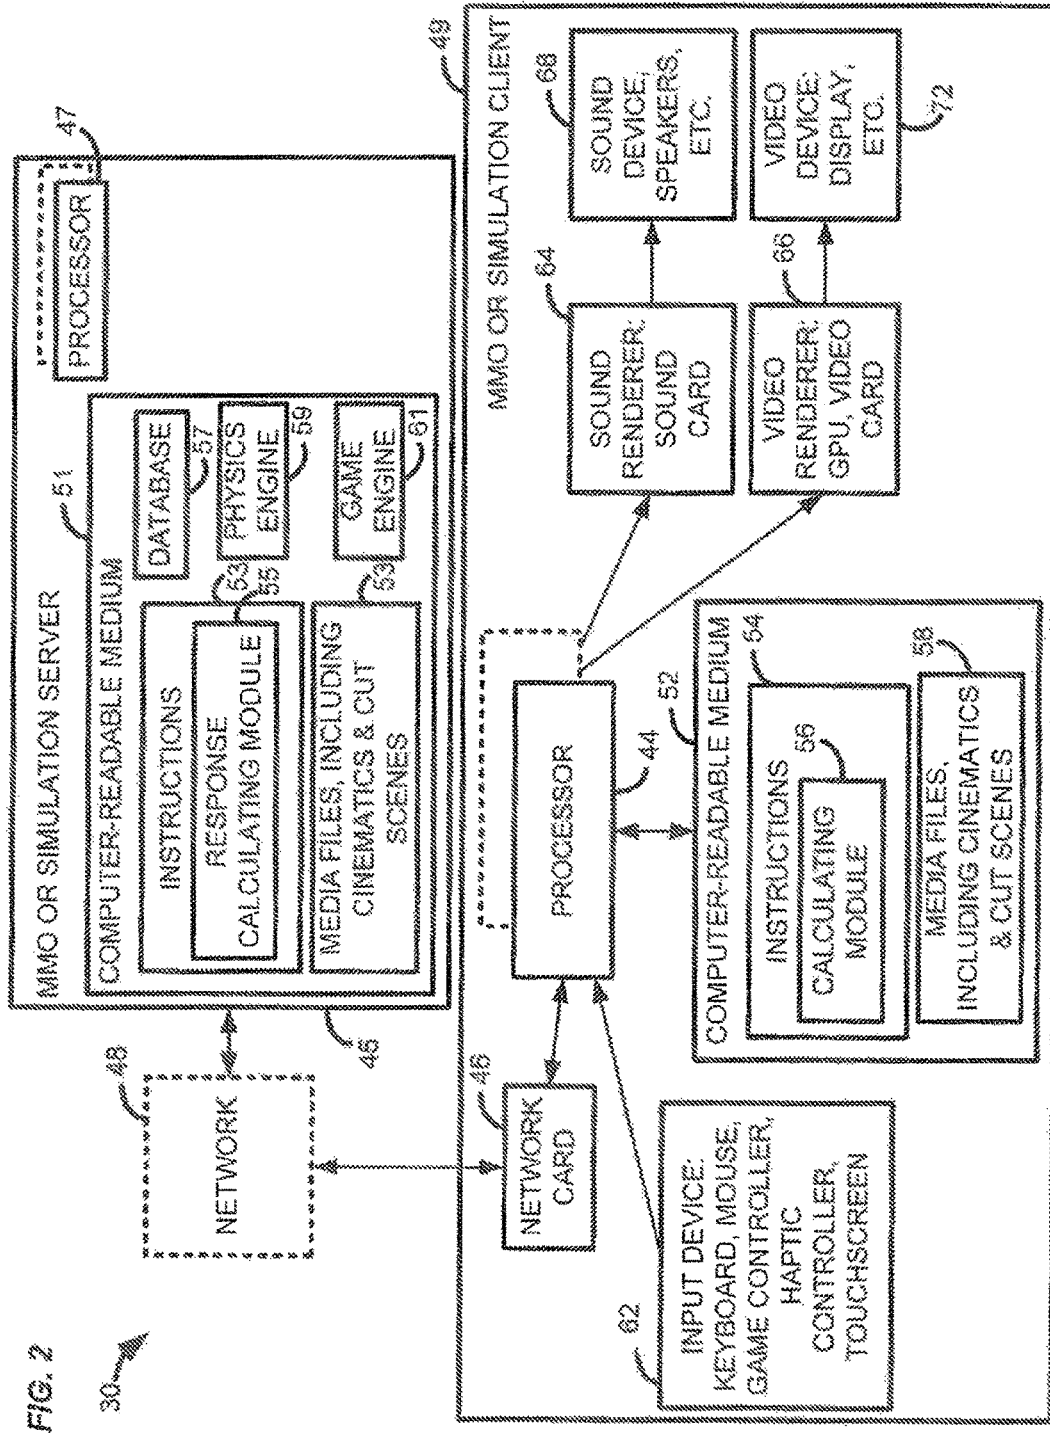 FIG. 2
30
MMO OR SIMULATION SERVER
COMPUTER-READABLE MEDIUM
51
INSTRUCTIONS
53
RESPONSE
CALCULATING MODULE
55
MEDIA FILES, INCLUDING
CINEMATICS & CUT
SCENES
53
DATABASE
57
PHYSICS
ENGINE
59
GAME
ENGINE
61
PROCESSOR
47
45
NETWORK
48
MMO OR SIMULATION CLIENT
49
NETWORK
CARD
46
PROCESSOR
44
INPUT DEVICE:
KEYBOARD, MOUSE,
GAME CONTROLLER,
HAPTIC
CONTROLLER,
TOUCHSCREEN
62
COMPUTER-READABLE MEDIUM
52
INSTRUCTIONS
54
CALCULATING
MODULE
56
MEDIA FILES,
INCLUDING CINEMATICS
& CUT SCENES
58
SOUND
RENDERER:
SOUND
CARD
64
SOUND
DEVICE,
SPEAKERS,
ETC.
68
VIDEO
RENDERER:
GPU, VIDEO
CARD
66
VIDEO
DEVICE:
DISPLAY,
ETC.
72